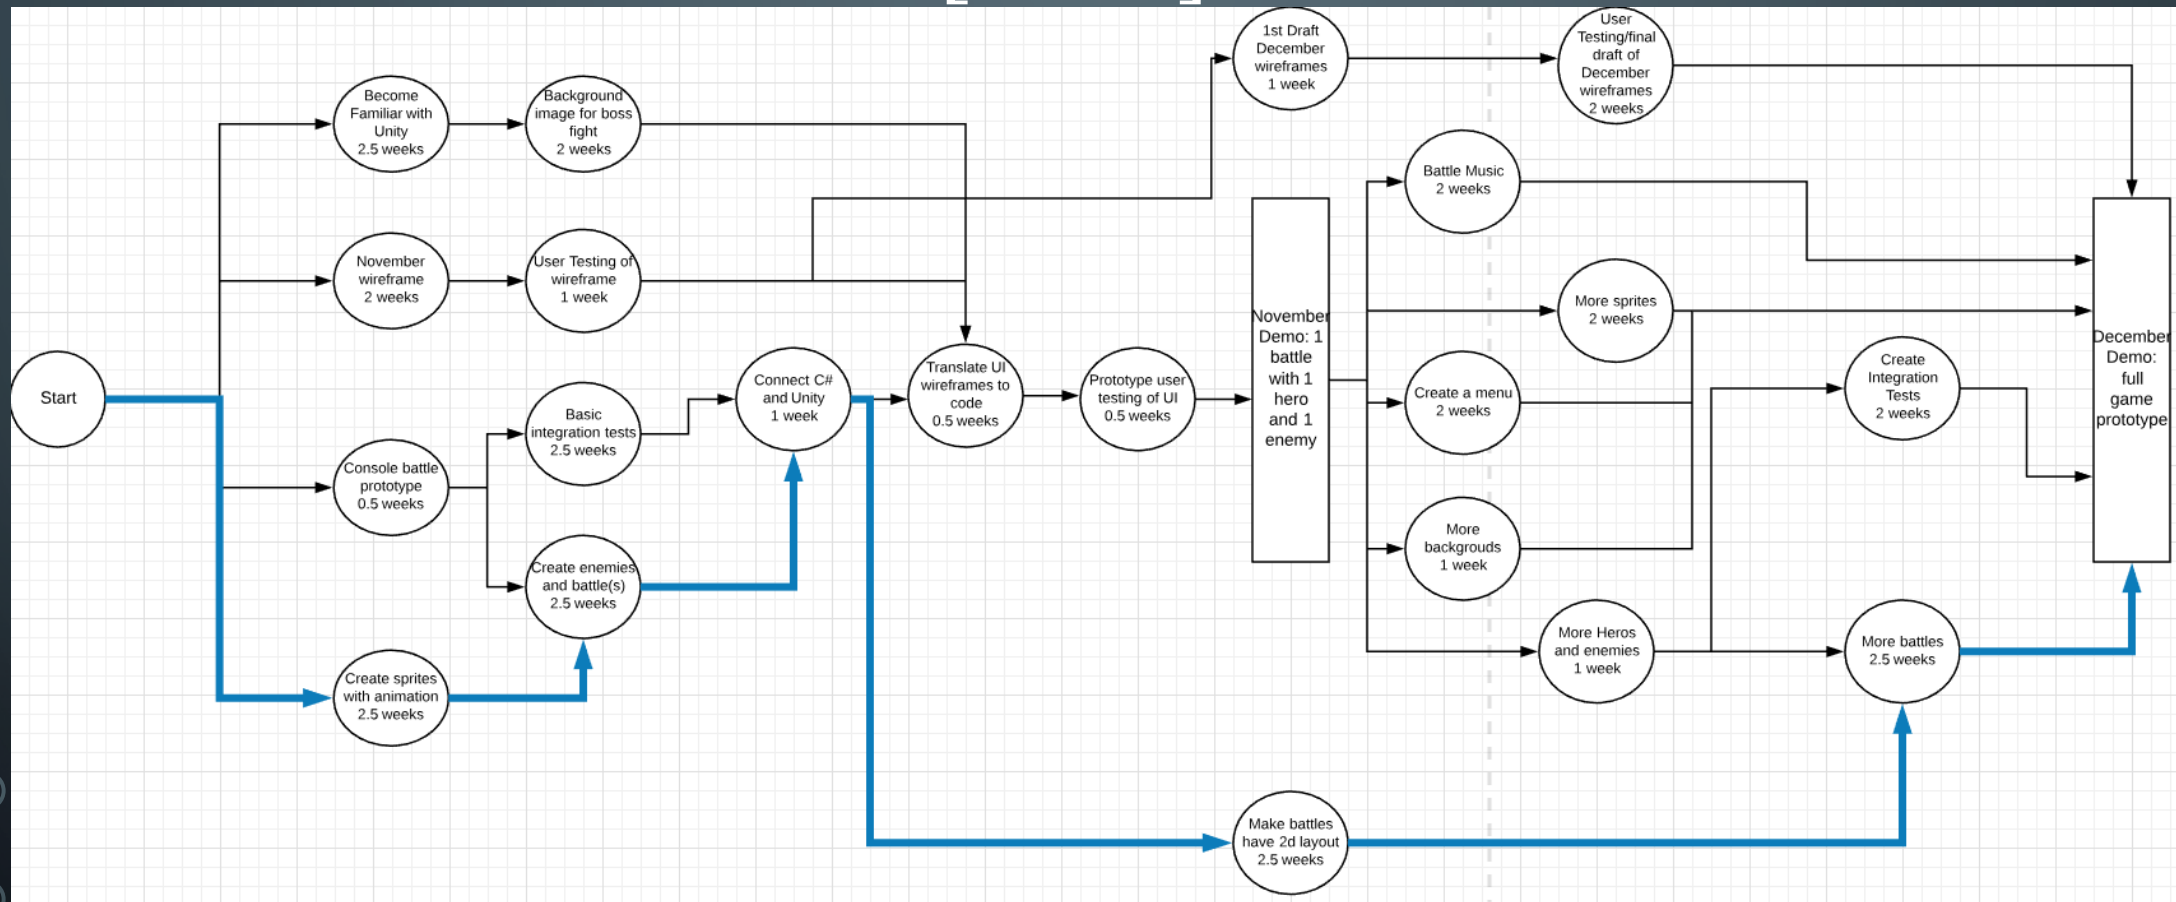 1st Draft
December
wireframes
1 week
User
Testing/final
draft of
December
wireframes
2 weeks
Become
Familiar with
Unity
2.5 weeks
Background
image for boss
fight
2 weeks
Battle Music
2 weeks
November
wireframe
2 weeks
User Testing of
wireframe
1 week
More sprites
2 weeks
Start
Console battle
prototype
0.5 weeks
Basic
integration tests
2.5 weeks
Create enemies
and battle(s)
2.5 weeks
Create sprites
with animation
2.5 weeks
Connect C#
and Unity
1 week
Translate UI
wireframes to
code
0.5 weeks
Prototype user
testing of UI
0.5 weeks
November
Demo: 1
battle
with 1
hero
and 1
enemy
Create a menu
2 weeks
More
backgrouds
1 week
More Heros
and enemies
1 week
Create
Integration
Tests
2 weeks
More battles
2.5 weeks
December
Demo:
full
game
prototype
Make battles
have 2d layout
2.5 weeks